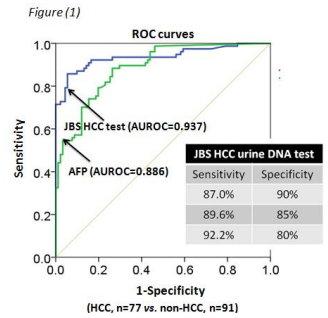 Figure (1)
ROC curves
1.0
0.8
0.6
0.4
0.2
0.0
Sensitivity
JBS HCC test (AUROC=0.937)
AFP (AUROC=0.886)
JBS HCC urine DNA test
Sensitivity Specificity
87.0% 90%
89.6% 85%
92.2% 80%
0.0 0.2 0.4 0.6 0.8 1.0
1-Specificity
(HCC, n=77 vs. non-HCC, n=91)